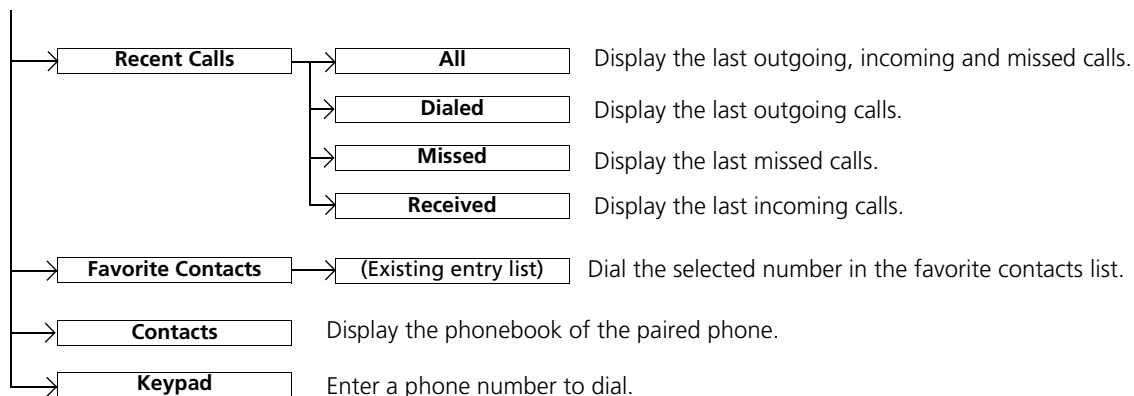 Recent Calls All Display the last outgoing, incoming and missed calls.
Dialed Display the last outgoing calls.
Missed Display the last missed calls.
Received Display the last incoming calls.
Favorite Contacts (Existing entry list) Dial the selected number in the favorite contacts list.
Contacts Display the phonebook of the paired phone.
Keypad Enter a phone number to dial.